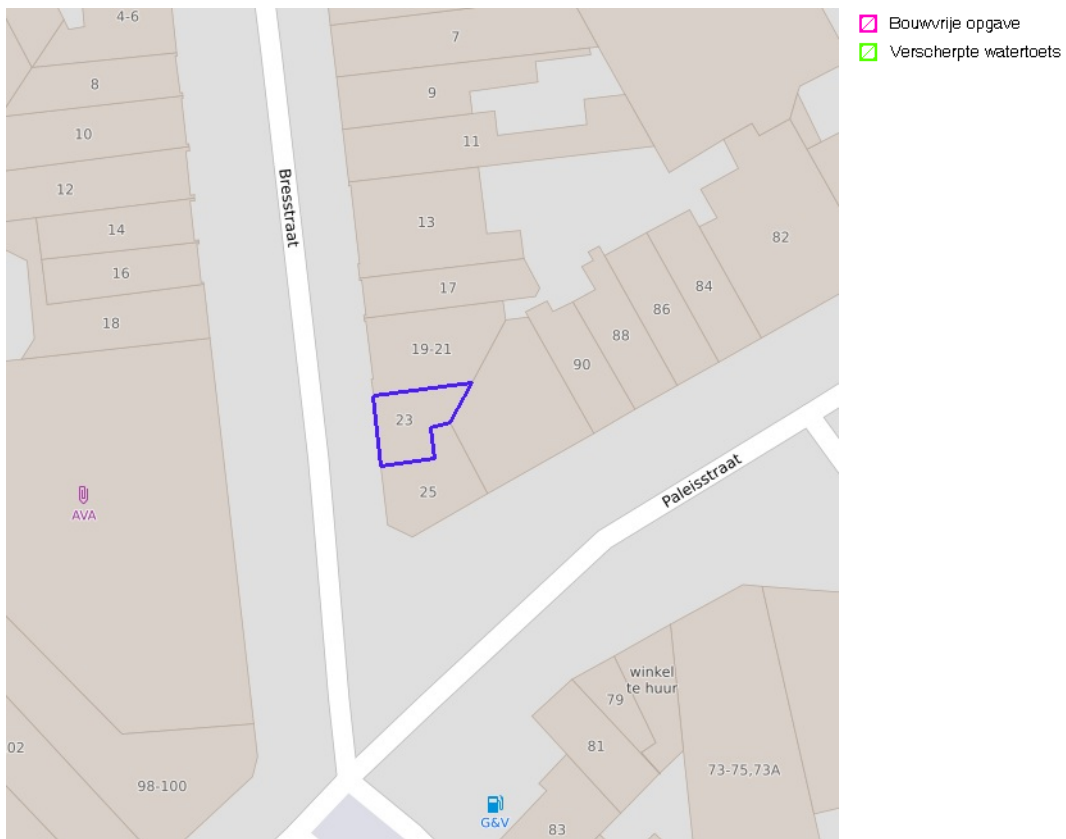 4-6
7
8
9
10
11
12
13
14
16
17
18
19-21
23
25
82
84
86
88
90
Bresstraat
Paleisstraat
AVA
winkel
te huur
79
81
73-75,73A
02
98-100
G&V
83
Bouwvrije opgave
Verscherpte watertoets